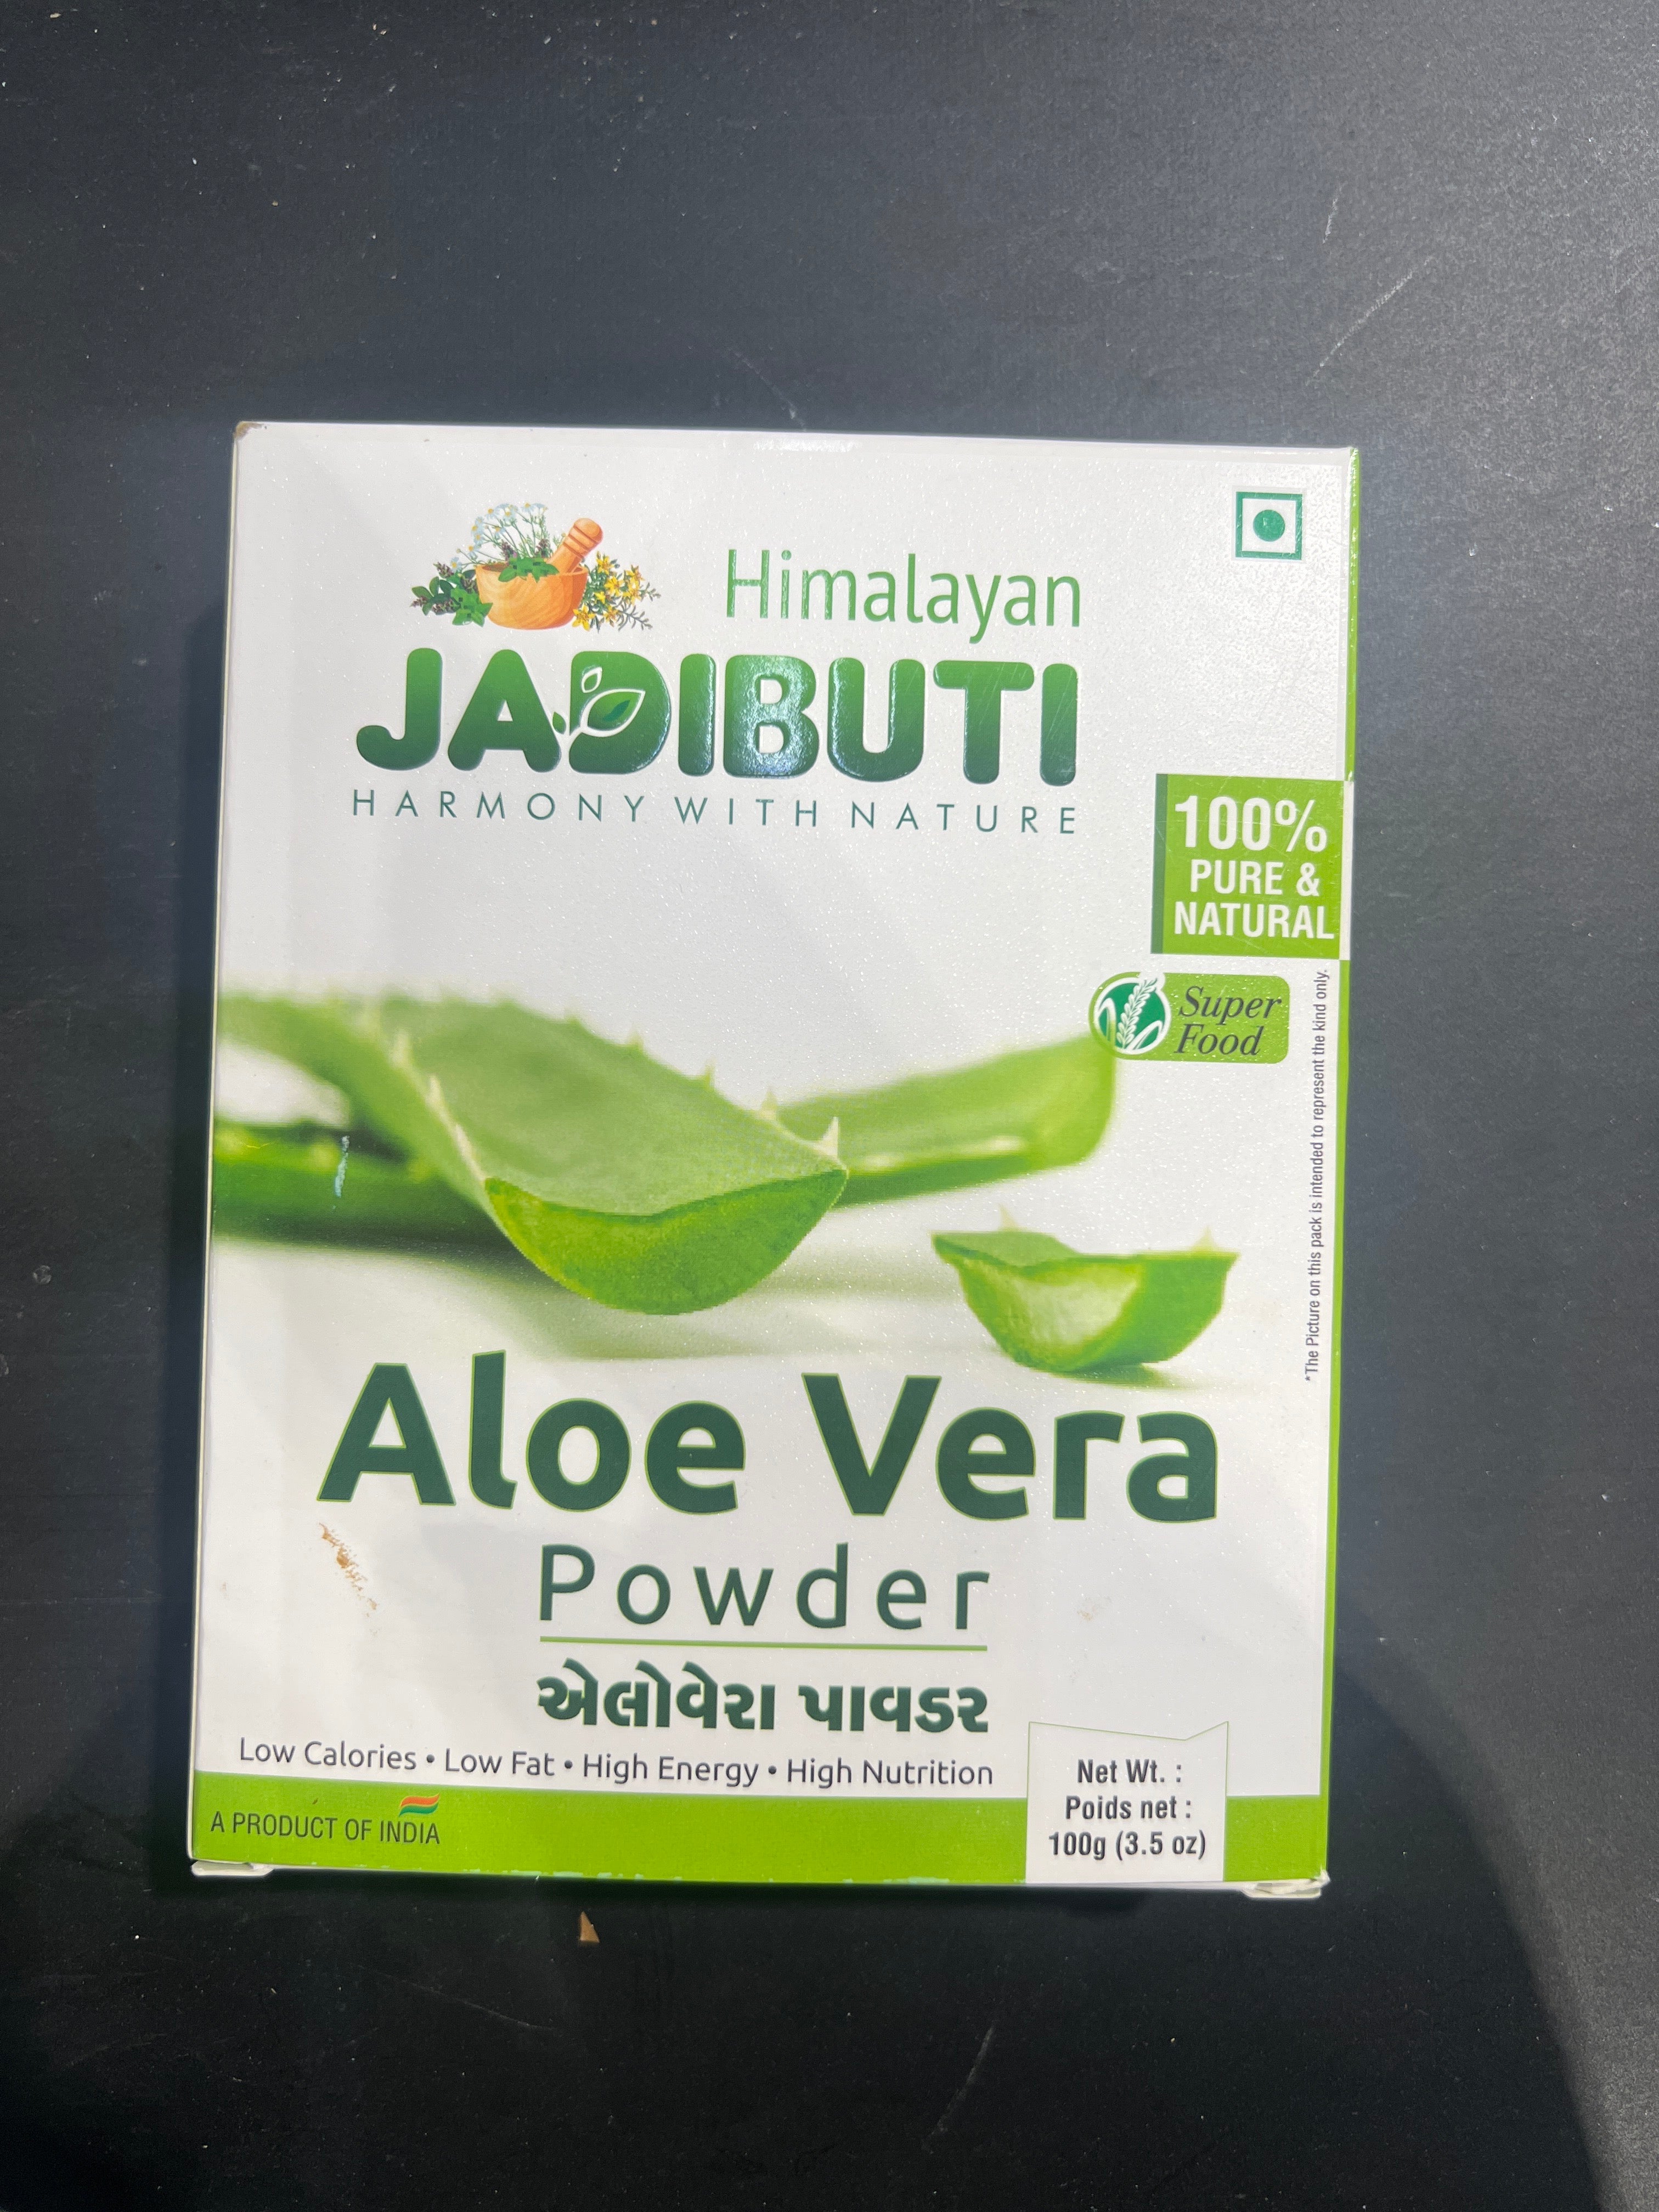 Himalayan
JADIBUTI
HARMONY WITH NATURE
100%
PURE &
NATURAL
Super
Food
*The Picture on this pack is intended to represent the kind only.
Aloe Vera
Powder
એલોવેરા પાવડર
Low Calories • Low Fat • High Energy • High Nutrition
A PRODUCT OF INDIA
Net Wt. :
Poids net :
100g (3.5 oz)